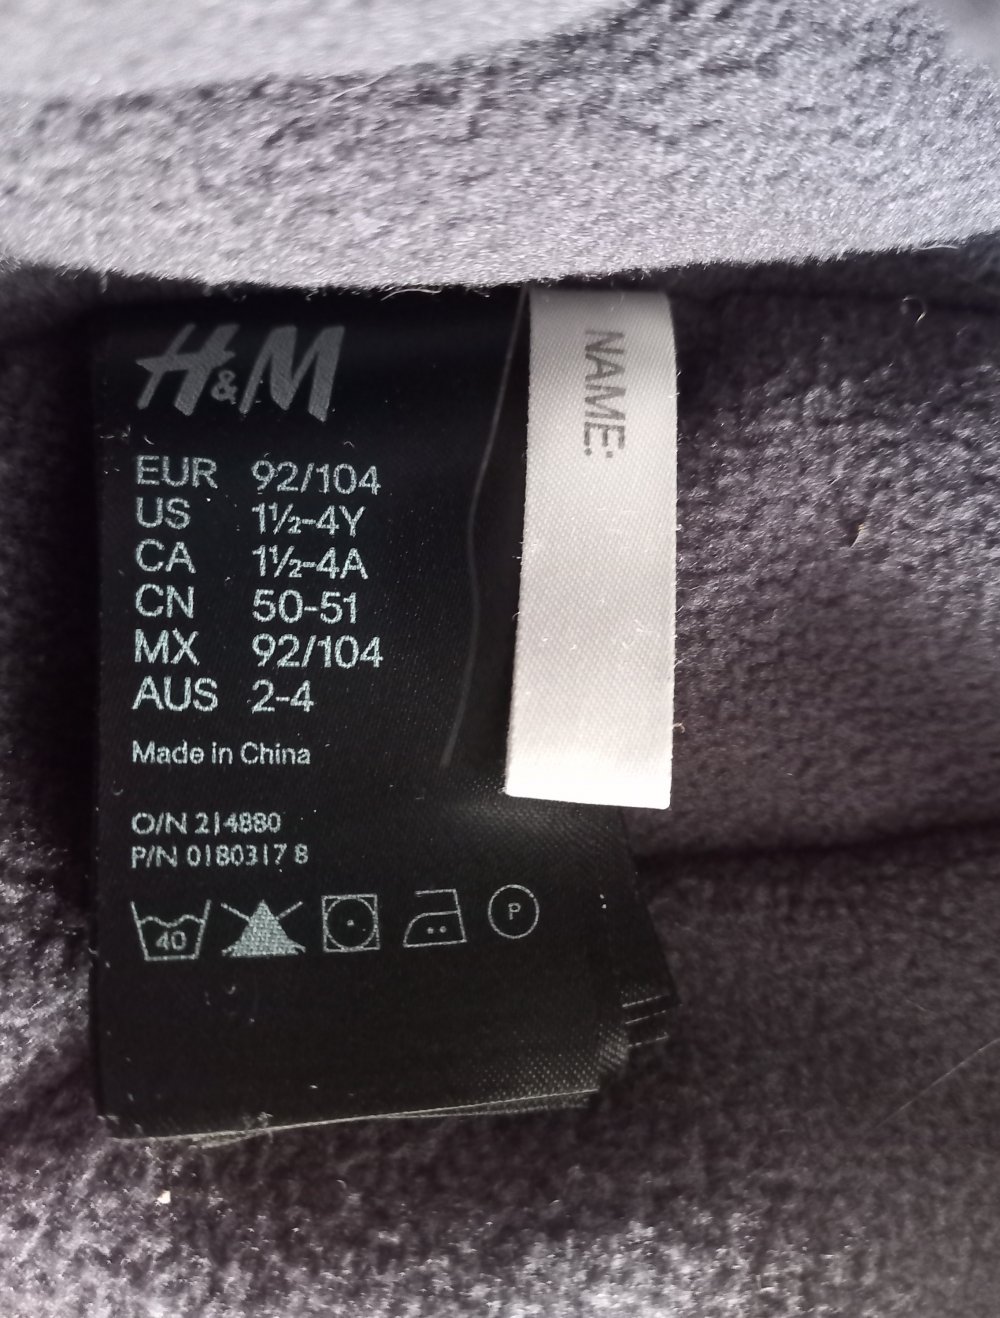 H&M
EUR 92/104
US 1½-4Y
CA 1½-4A
CN 50-51
MX 92/104
AUS 2-4
Made in China
O/N 214880
P/N 0180317 8
40
P
NAME: